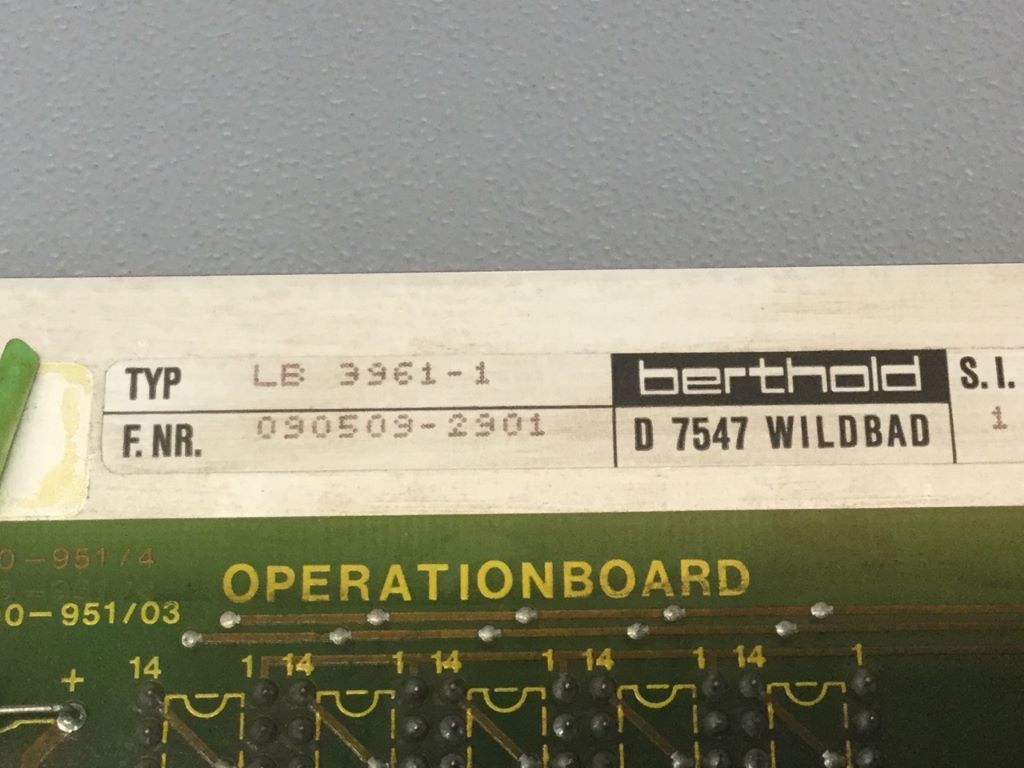 TYP LB 3961-1 berthold S.I.
F. NR. 090509-2901 D 7547 WILDBAD 1
0-951/4
OPERATIONBOARD
0-951/03
14 1 14 1 14 1 14 1 14 1
+